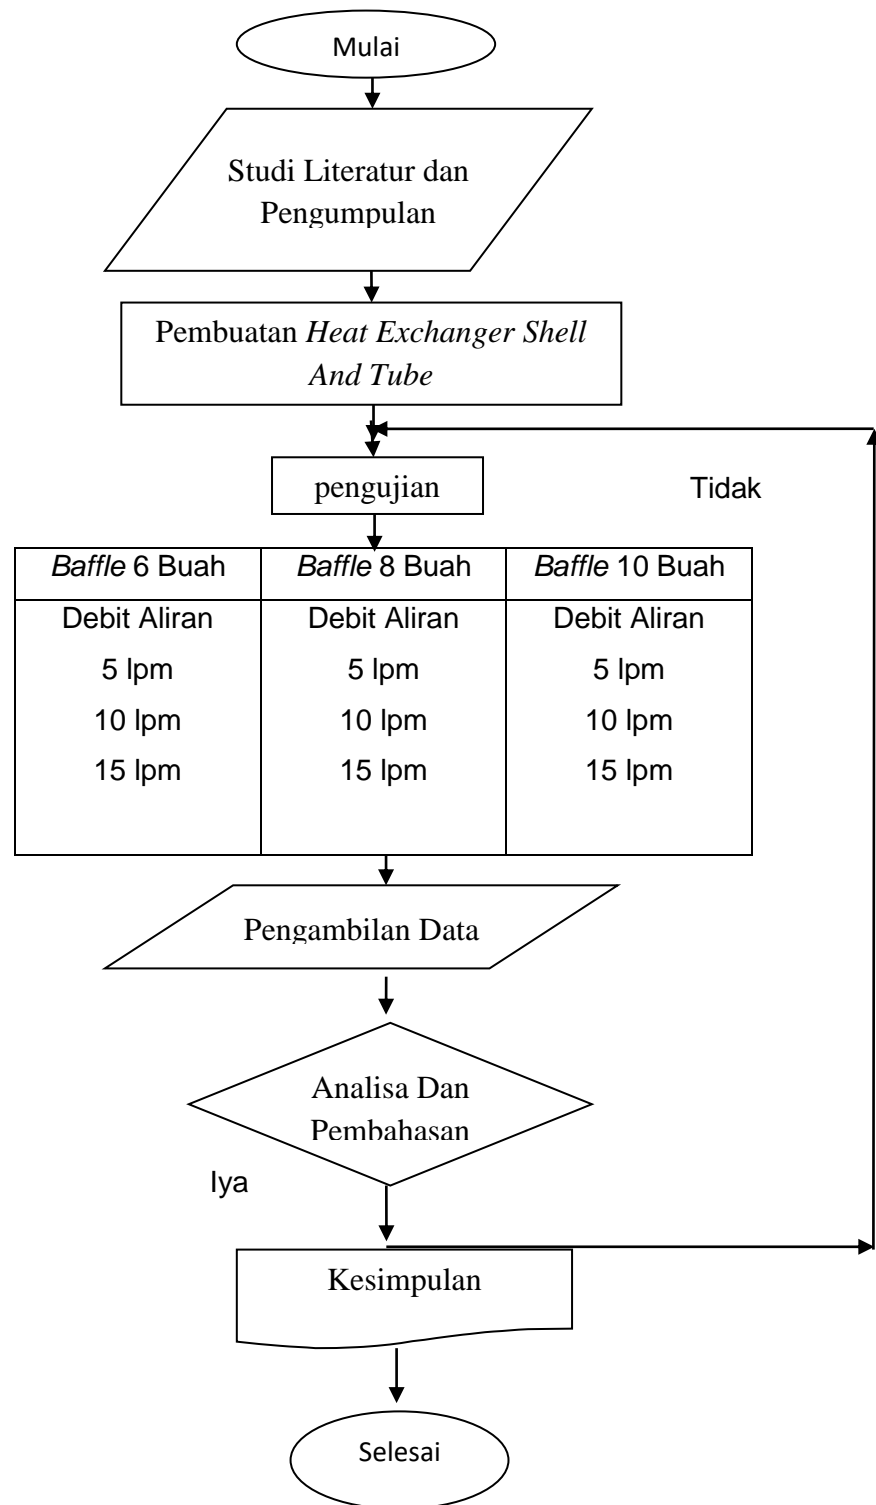 Mulai
Studi Literatur dan
Pengumpulan
Pembuatan Heat Exchanger Shell
And Tube
pengujian
Tidak
Baffle 6 Buah Baffle 8 Buah Baffle 10 Buah
Debit Aliran Debit Aliran Debit Aliran
5 lpm 5 lpm 5 lpm
10 lpm 10 lpm 10 lpm
15 lpm 15 lpm 15 lpm
Pengambilan Data
Analisa Dan
Pembahasan
Iya
Kesimpulan
Selesai